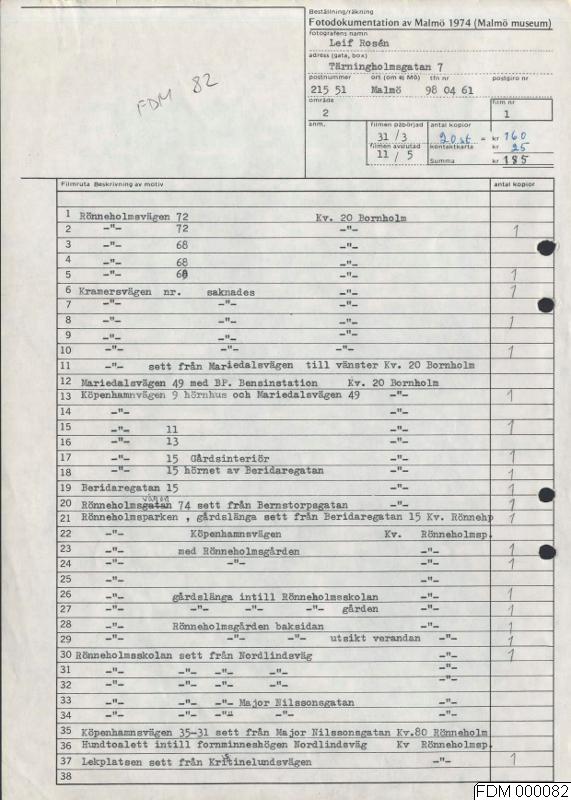 Beställning/räkning
Fotodokumentation av Malmö 1974 (Malmö museum)
fotografens namn
Leif Rosén
adress (gata, box)
Tärningholmsgatan 7
postnummer ort (om ej MÖ) tfn nr postgiro nr
215 51 Malmö 98 04 61
område film nr
2 1
anm. filmen påbörjad antal kopior
31/3 20 st = kr 160
filmen avslutad kontaktkarta kr 25
11/5 Summa kr 185
FDM 82
Filmruta Beskrivning av motiv antal kopior
1 Rönneholmsvägen 72 Kv. 20 Bornholm
2 -"- 72 -"- 1
3 -"- 68 -"-
4 -"- 68 -"-
5 -"- 68 -"- 1
6 Kramersvägen nr. saknades -"- 1
7 -"- -"- -"-
8 -"- -"- -"- 1
9 -"- -"- -"-
10 -"- -"- -"- 1
11 -"- sett från Mariedalsvägen till vänster Kv. 20 Bornholm
12 Mariedalsvägen 49 med BP. Bensinstation Kv. 20 Bornholm
13 Köpenhamnvägen 9 hörnhus och Mariedalsvägen 49 -"- 1
14 -"- -"-
15 -"- 11 -"- 1
16 -"- 13 -"-
17 -"- 15 Gårdsinteriör -"- 1
18 -"- 15 hörnet av Beridaregatan -"- 1
19 Beridaregatan 15 -"- 1
20 Rönneholmsgatan vägen 74 sett från Bernstorpsgatan -"- 1
21 Rönneholmsparken , gårdslänga sett från Beridaregatan 15 Kv. Rönnehp 1
22 -"- Köpenhamnsvägen Kv. Rönneholmsp.
23 -"- med Rönneholmsgården -"- 1
24 -"- -"- -"- 1
25 -"- -"-
26 -"- gårdslänga intill Rönneholmsskolan -"- 1
27 -"- -"- -"- -"- gården -"- 1
28 -"- Rönneholmsgården baksidan -"- 1
29 -"- -"- -"- utsikt verandan -"- 1
30 Rönneholmsskolan sett från Nordlindsväg -"- 1
31 -"- -"- -"- -"- -"-
32 -"- -"- -"- -"- -"-
33 -"- -"- -"- Major Nilssonsgatan -"-
34 -"- -"- -"- -"- -"-
35 Köpenhamnsvägen 35-31 sett från Major Nilssonsgatan Kv.80 Rönneholm
36 Hundtoalett intill fornminneshögen Nordlindsväg Kv Rönneholmsp.
37 Lekplatsen sett från Kristinelundsvägen -"- 1
38
FDM 000082